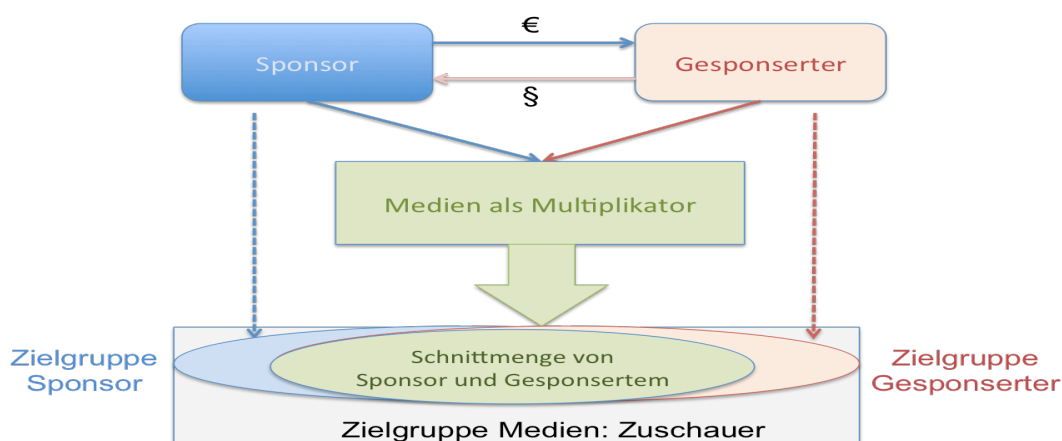 €
Sponsor
Gesponserter
§
Medien als Multiplikator
Zielgruppe
Sponsor
Schnittmenge von
Sponsor und Gesponsertem
Zielgruppe
Gesponserter
Zielgruppe Medien: Zuschauer